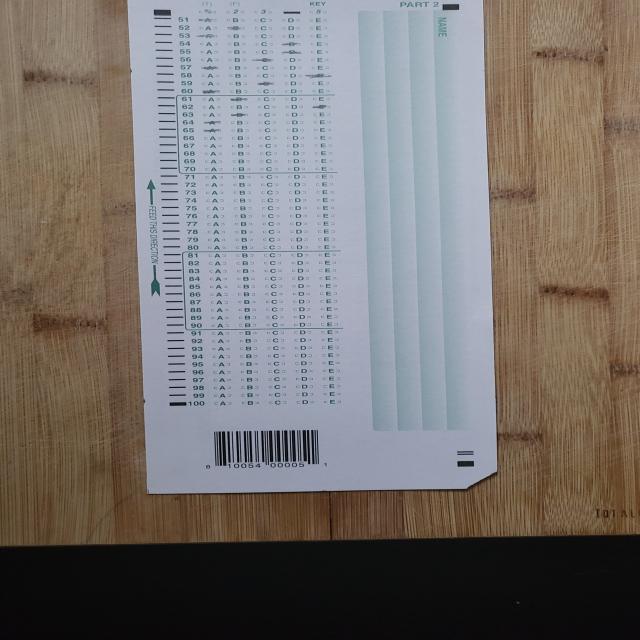 (T) (F) KEY PART 2
NAME
51 A B C D E
52 A B C D E
53 A B C D E
54 A B C D E
55 A B C D E
56 A B C D E
57 A B C D E
58 A B C D E
59 A B C D E
60 A B C D E
61 A B C D E
62 A B C D E
63 A B C D E
64 A B C D E
65 A B C D E
66 A B C D E
67 A B C D E
68 A B C D E
69 A B C D E
70 A B C D E
71 A B C D E
72 A B C D E
73 A B C D E
74 A B C D E
75 A B C D E
76 A B C D E
77 A B C D E
78 A B C D E
79 A B C D E
80 A B C D E
81 A B C D E
82 A B C D E
83 A B C D E
84 A B C D E
85 A B C D E
86 A B C D E
87 A B C D E
88 A B C D E
89 A B C D E
90 A B C D E
91 A B C D E
92 A B C D E
93 A B C D E
94 A B C D E
95 A B C D E
96 A B C D E
97 A B C D E
98 A B C D E
99 A B C D E
100 A B C D E
FEED THIS DIRECTION
0 10054 00005 1